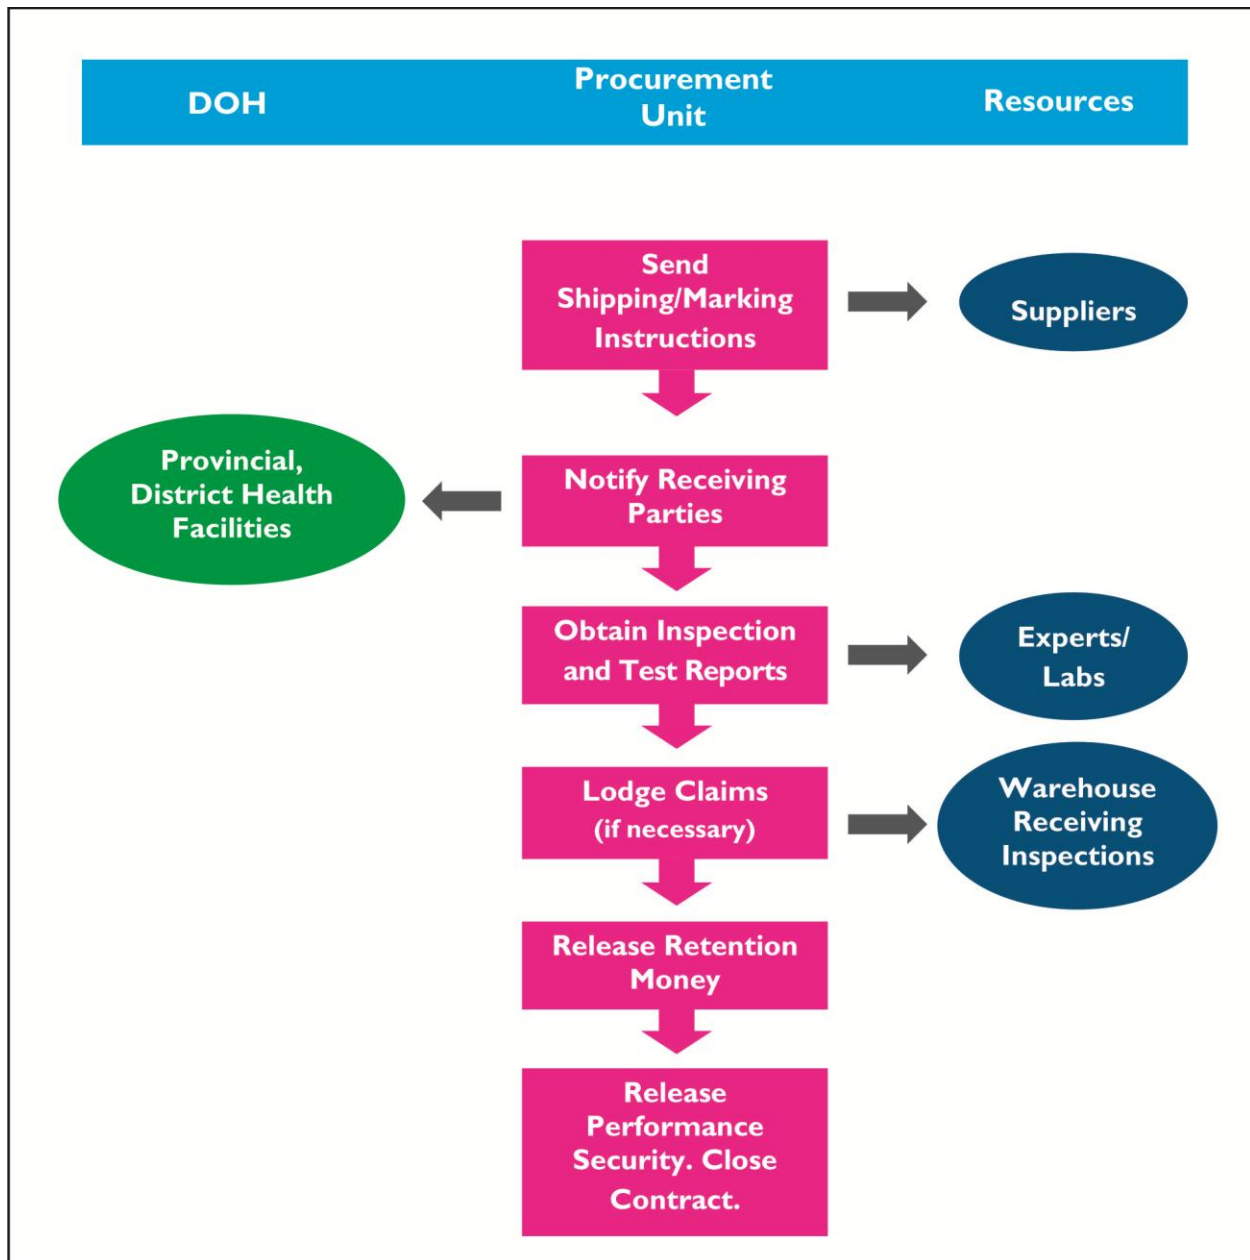 DOH
Procurement
Unit
Resources
Send
Shipping/Marking
Instructions
Suppliers
Provincial,
District Health
Facilities
Notify Receiving
Parties
Obtain Inspection
and Test Reports
Experts/
Labs
Lodge Claims
(if necessary)
Warehouse
Receiving
Inspections
Release Retention
Money
Release
Performance
Security. Close
Contract.